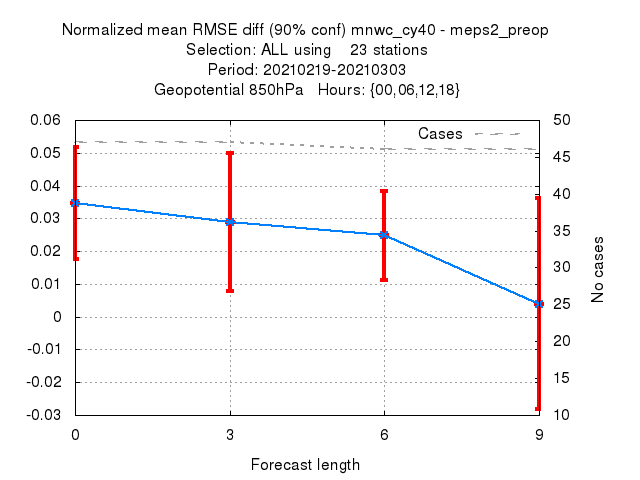 Normalized mean RMSE diff (90% conf) mnwc_cy40 - meps2_preop
Selection: ALL using 23 stations
Period: 20210219-20210303
Geopotential 850hPa Hours: {00,06,12,18}
Cases
0.06
0.05
0.04
0.03
0.02
0.01
0
-0.01
-0.02
-0.03
50
45
40
35
30
25
20
15
10
No cases
0 3 6 9
Forecast length